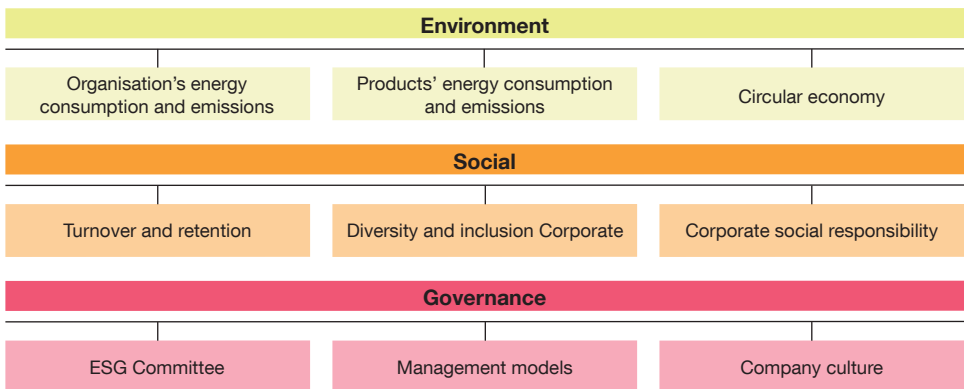 Environment
Organisation's energy
consumption and emissions
Products' energy consumption
and emissions
Circular economy
Social
Turnover and retention
Diversity and inclusion Corporate
Corporate social responsibility
Governance
ESG Committee
Management models
Company culture